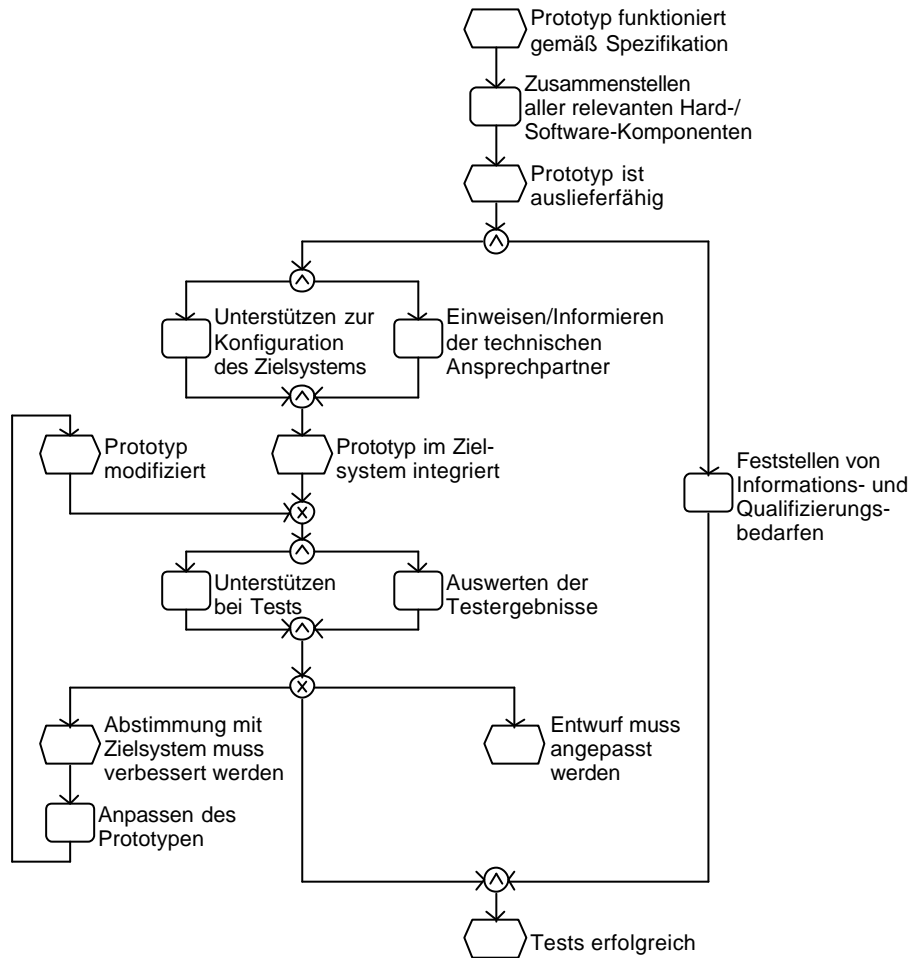 Prototyp funktioniert
gemäß Spezifikation
Zusammenstellen
aller relevanten Hard-/
Software-Komponenten
Prototyp ist
auslieferfähig
Unterstützen zur
Konfiguration
des Zielsystems
Einweisen/Informieren
der technischen
Ansprechpartner
Prototyp
modifiziert
Prototyp im Ziel-
system integriert
Feststellen von
Informations- und
Qualifizierungs-
bedarfen
Unterstützen
bei Tests
Auswerten der
Testergebnisse
Abstimmung mit
Zielsystem muss
verbessert werden
Entwurf muss
angepasst
werden
Anpassen des
Prototypen
Tests erfolgreich